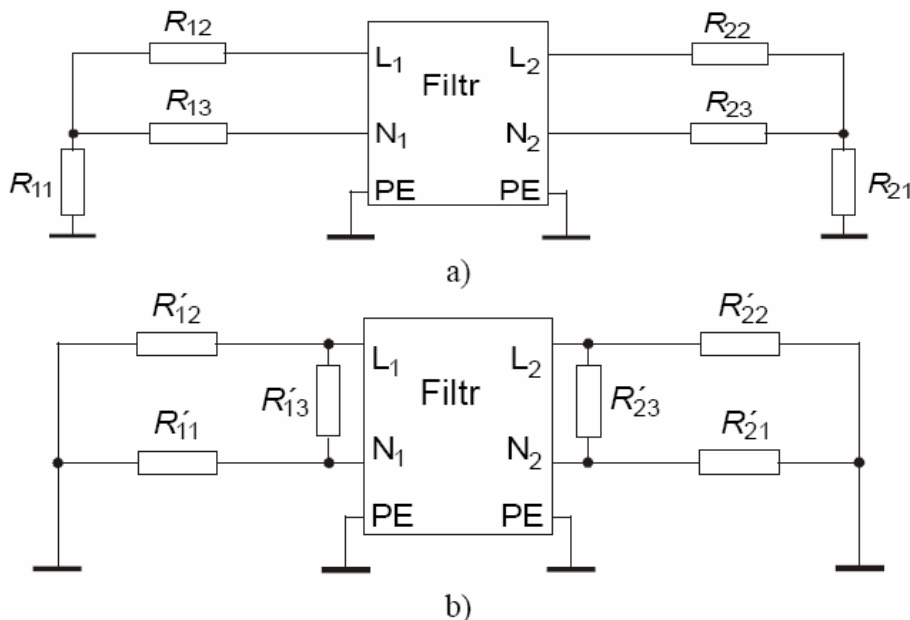 R12 R22
L1 L2
Filtr
R13 R23
N1 N2
R11 PE PE R21
a)
R′12 R′22
L1 L2
R′13 Filtr R′23
R′11 R′21
N1 N2
PE PE
b)